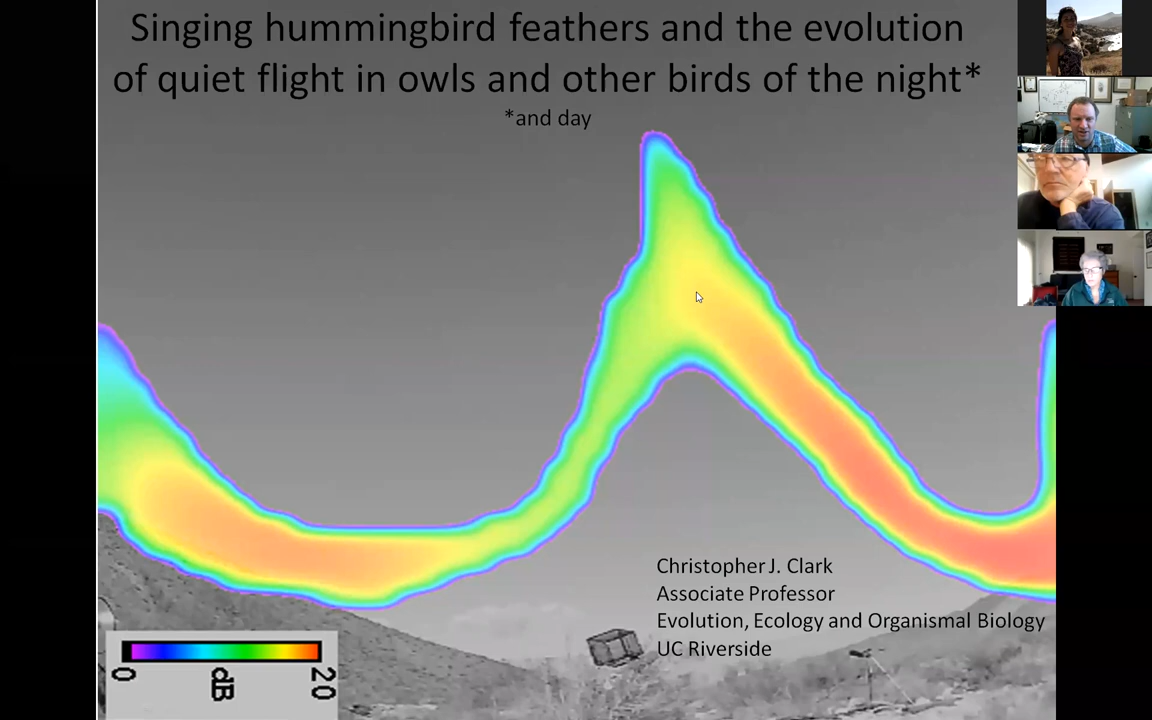 Singing hummingbird feathers and the evolution
of quiet flight in owls and other birds of the night*
*and day
Christopher J. Clark
Associate Professor
Evolution, Ecology and Organismal Biology
UC Riverside
0 dB 20